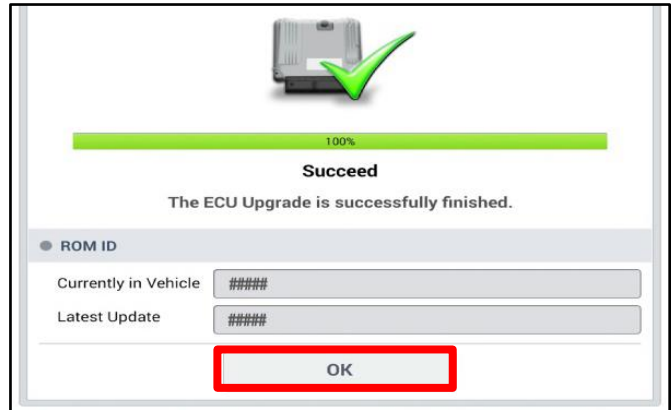 100%
Succeed
The ECU Upgrade is successfully finished.
ROM ID
Currently in Vehicle #####
Latest Update #####
OK